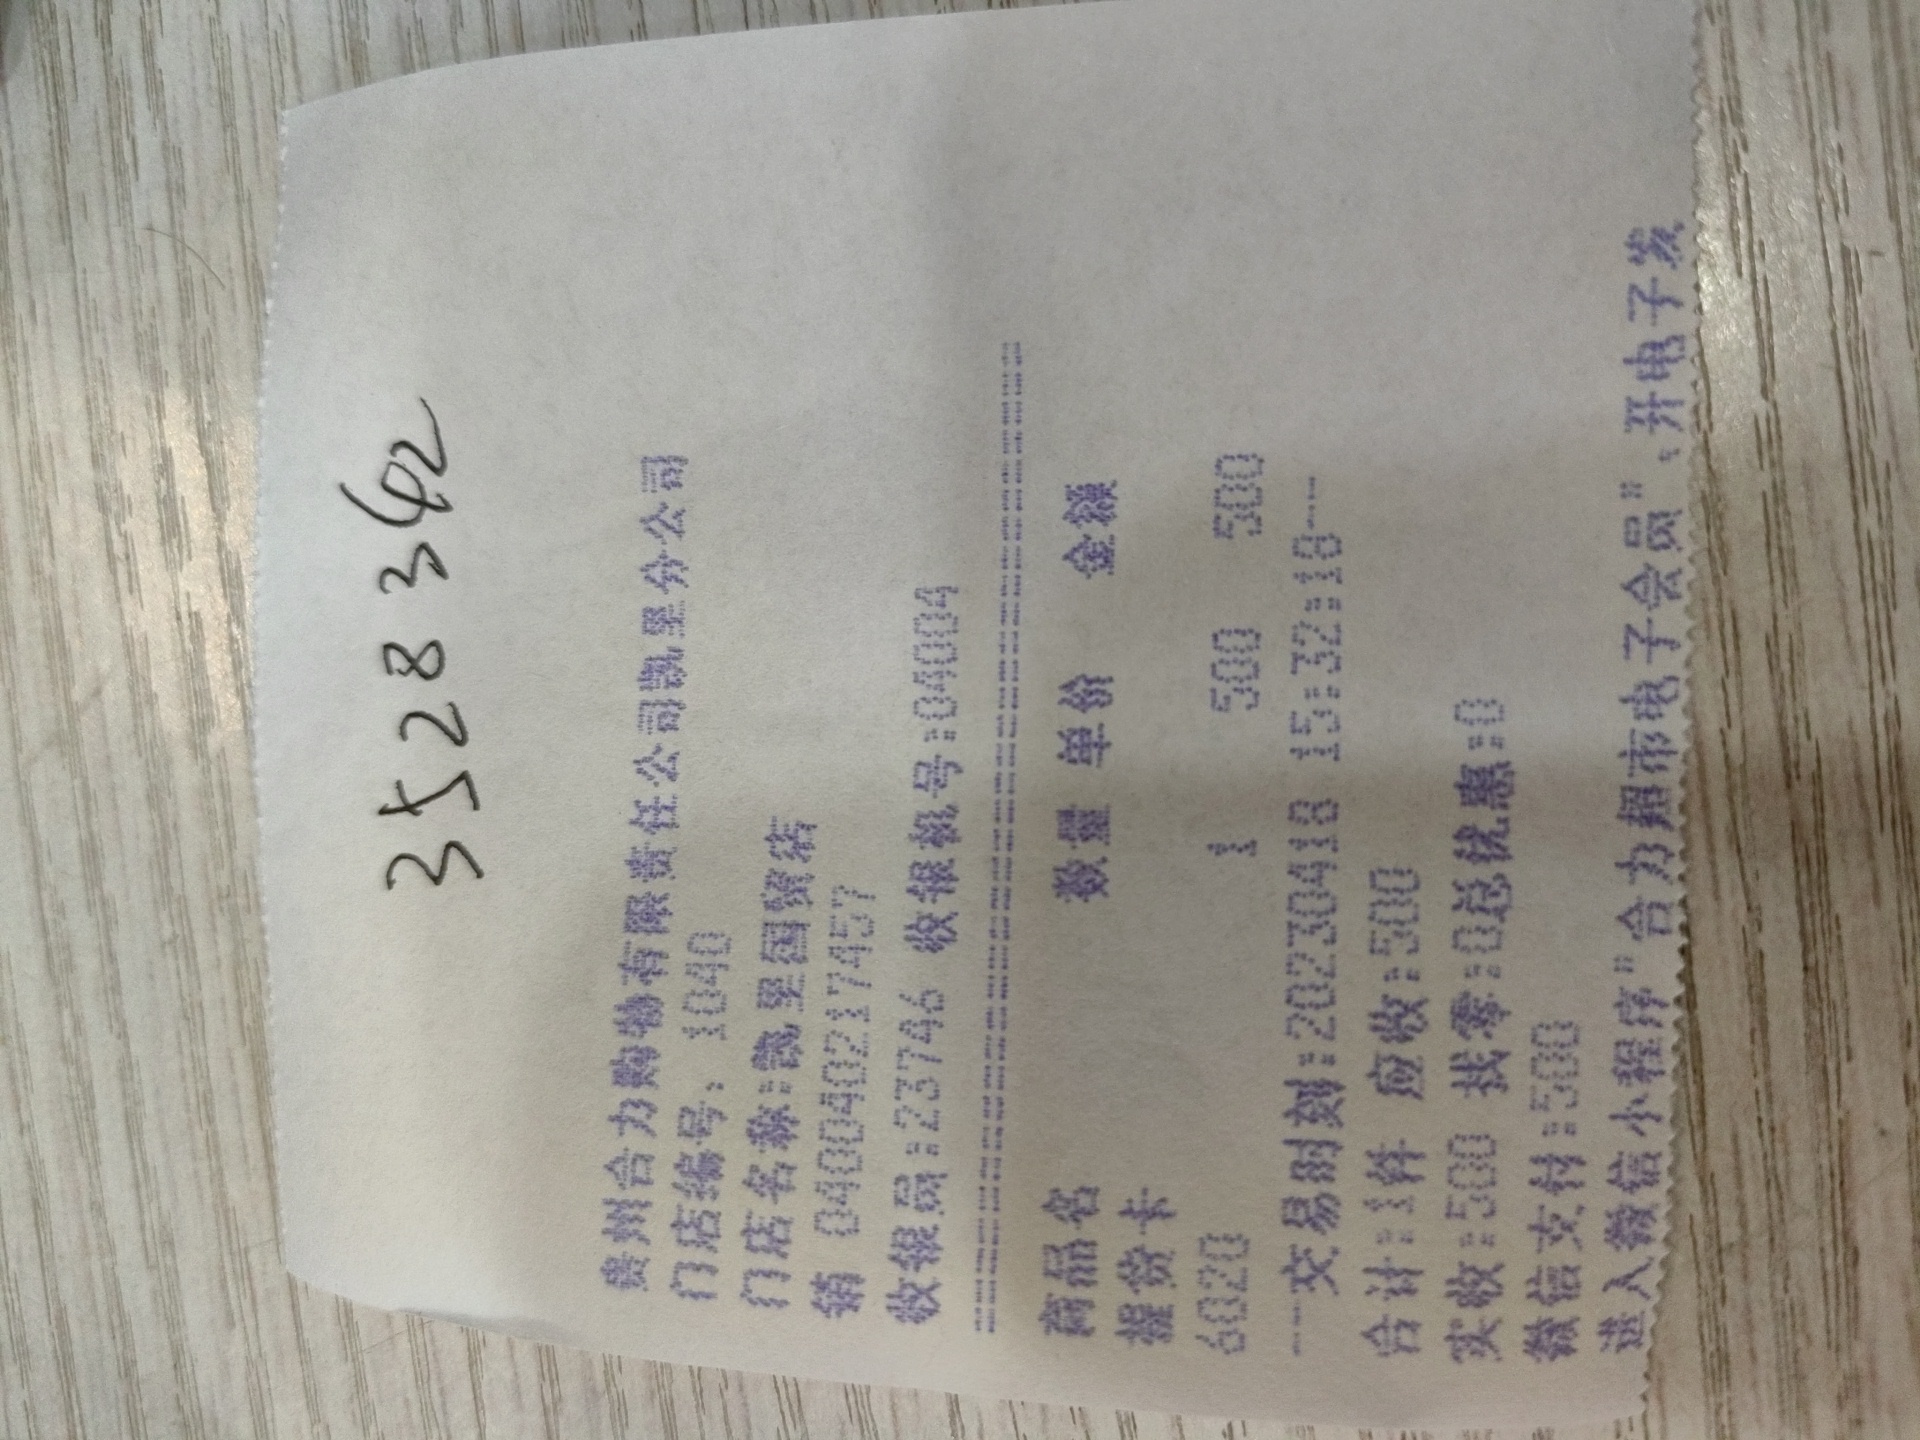 3528342
贵州合力购物有限责任公司凯里分公司
门店编号：1040
门店名称:凯里国贸店
销 040040217457
收银员:23746 收银机号:04004
==========================================
商品名 数量 单价 金额
提货卡
6020 1 500 500
---交易时刻:20230418 15:32:18---
合计:1件 应收:500
实收:500 找零:0总优惠:0
微信支付:500
进入微信小程序"合力超市电子会员",开电子发